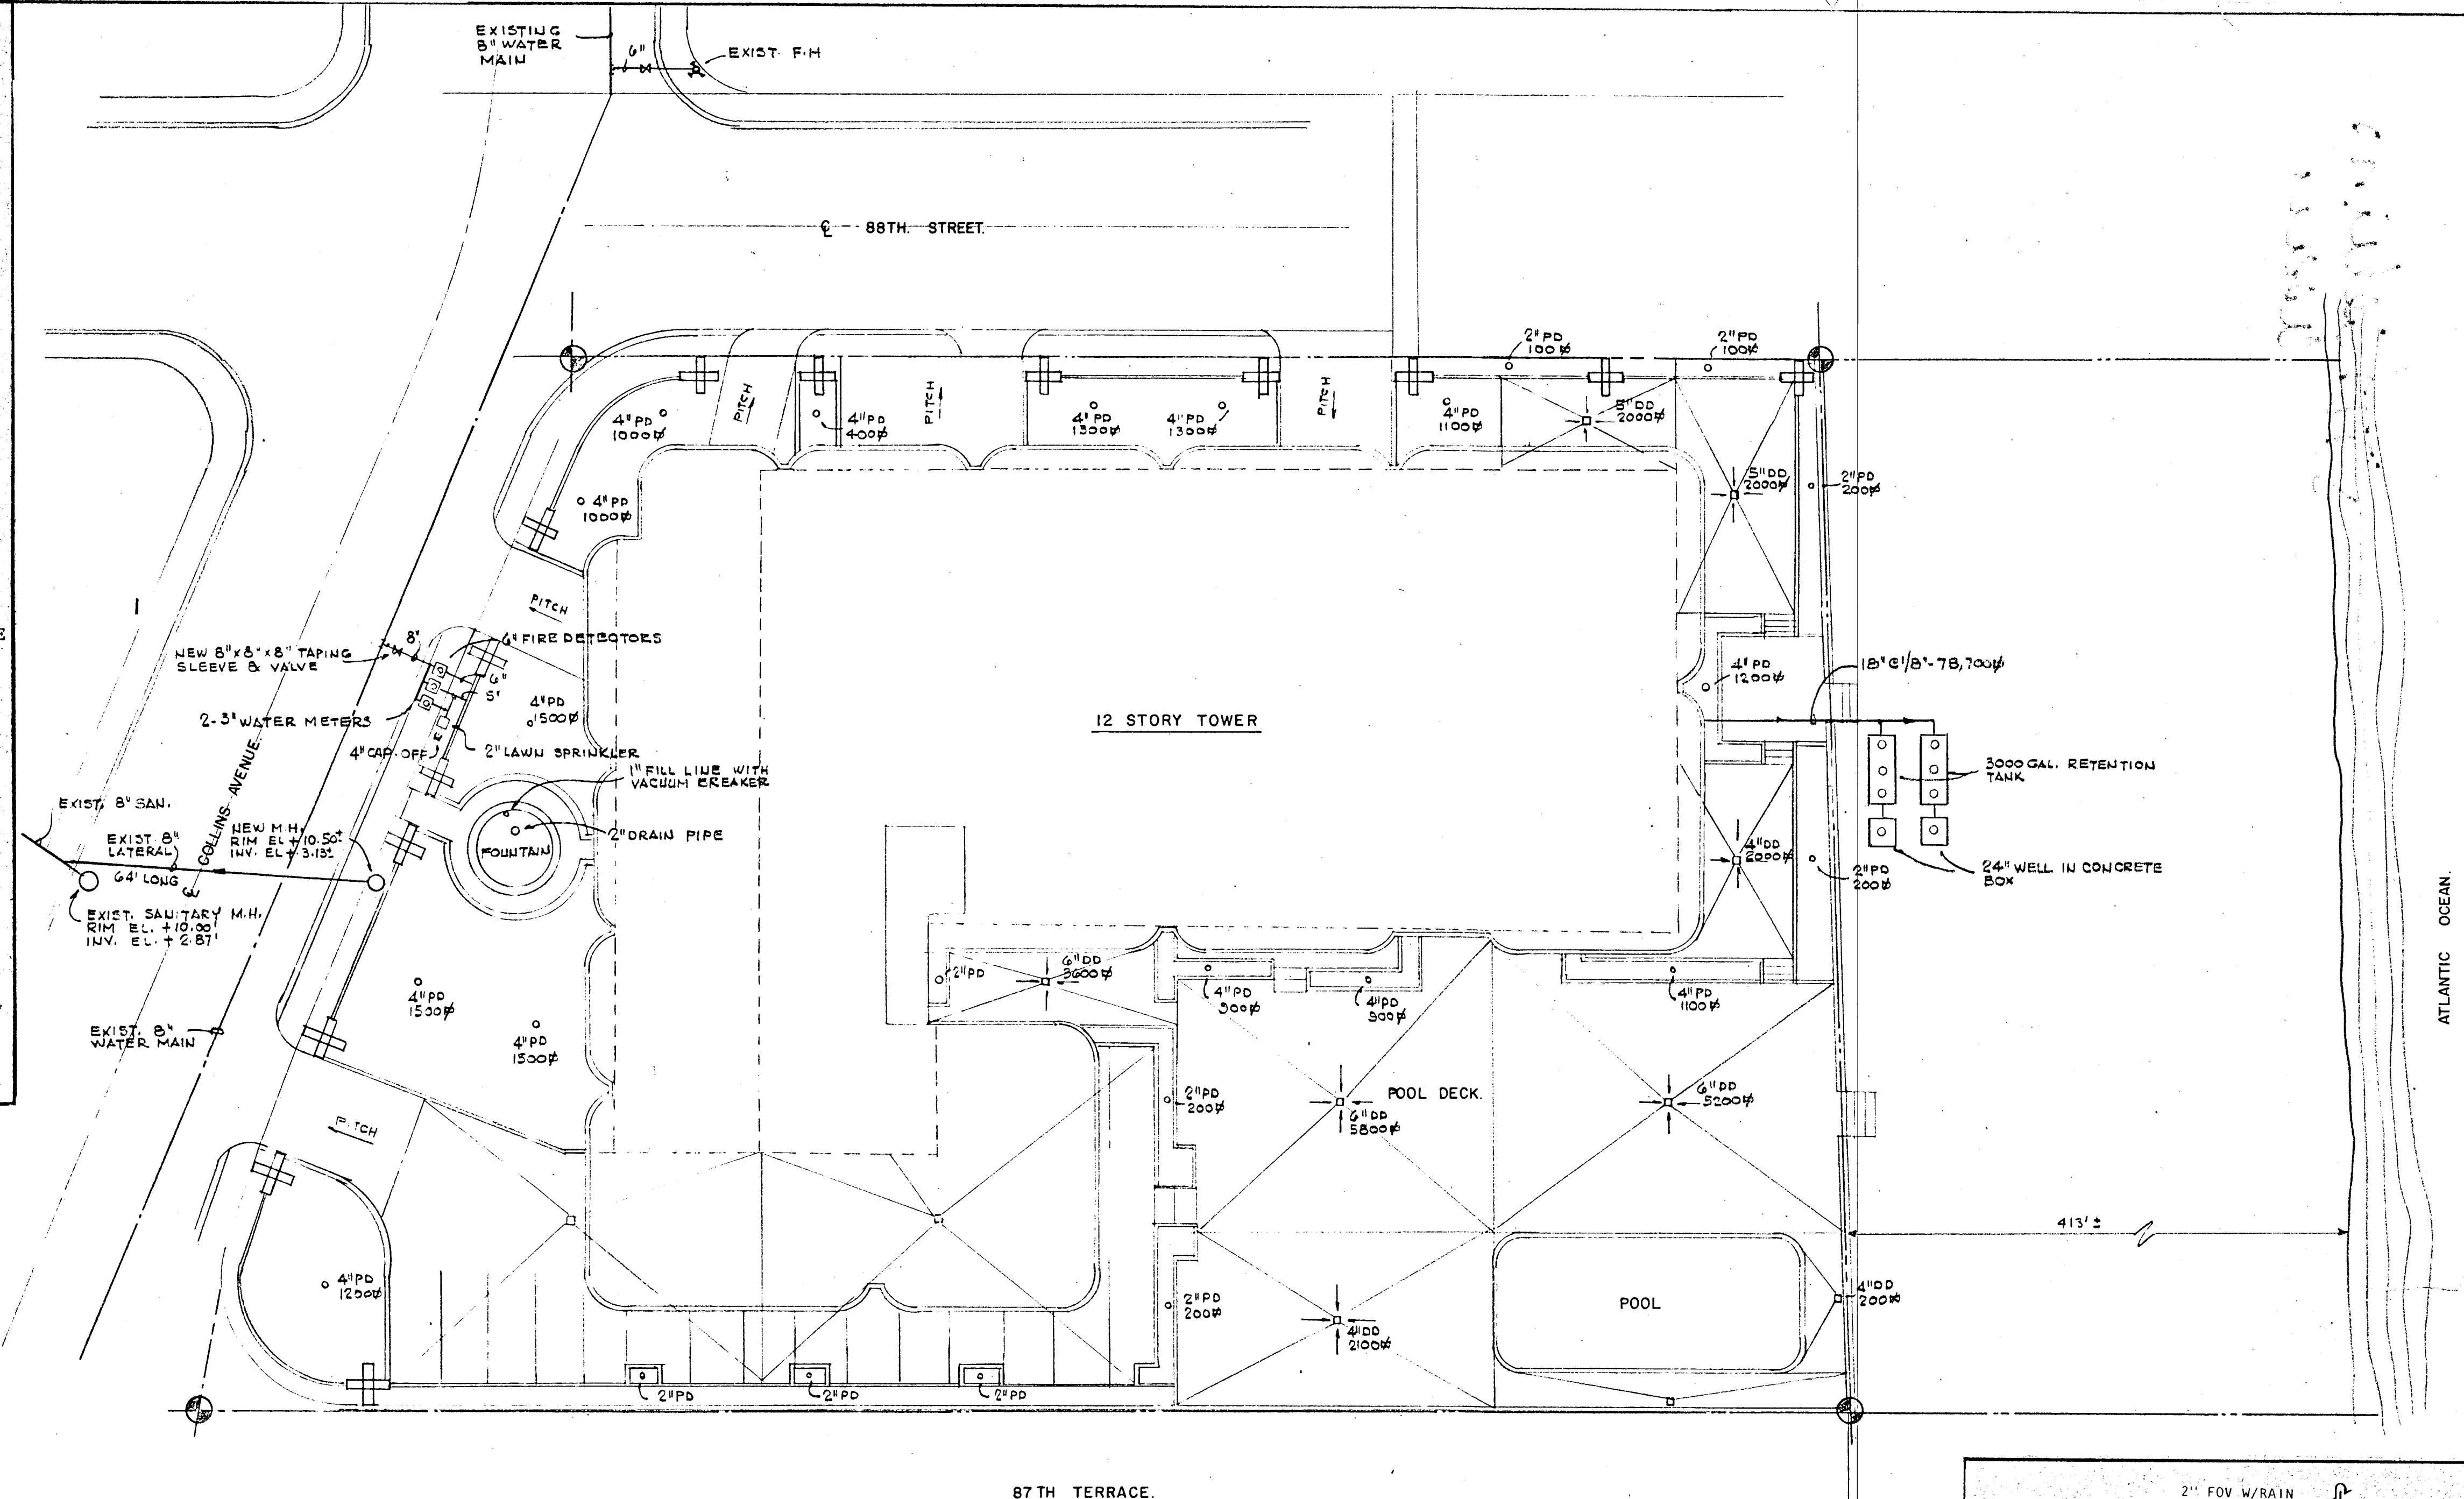 EXISTING
8" WATER
MAIN
6"
EXIST. F.H
℄ 88TH. STREET.
2"PD
100⌀
2"PD
100⌀
PITCH
PITCH
PITCH
4"PD
1000⌀
4"PD
400⌀
4"PD
1300⌀
4"PD
1300⌀
4"PD
1100⌀
5"DD
2000⌀
5"DD
2000⌀
2"PD
200⌀
4"PD
1000⌀
PITCH
8"
6" FIRE DETECTORS
NEW 8"x8"x8" TAPING
SLEEVE & VALVE
6"
5"
4"PD
1500⌀
2-3" WATER METERS
4" CAP-OFF
2" LAWN SPRINKLER
1" FILL LINE WITH
VACUUM BREAKER
4"PD
1200⌀
18"@1/8"-78,700⌀
12 STORY TOWER
3000 GAL. RETENTION
TANK
COLLINS AVENUE.
EXIST. 8" SAN.
EXIST. 8"
LATERAL
64' LONG
NEW M.H.
RIM EL +10.50±
INV. EL + 3.13±
FOUNTAIN
2" DRAIN PIPE
4"DD
2000⌀
2"PD
200⌀
24" WELL IN CONCRETE
BOX
EXIST. SANITARY M.H.
RIM EL. +10.00'
INV. EL. + 2.87'
ATLANTIC OCEAN.
2"PD
6"DD
3600⌀
4"PD
900⌀
4"PD
900⌀
4"PD
1100⌀
4"PD
1500⌀
4"PD
1500⌀
EXIST. 8"
WATER MAIN
2"PD
200⌀
6"DD
5800⌀
POOL DECK.
6"DD
5200⌀
PITCH
413' ±
4"PD
1200⌀
2"PD
200⌀
4"DD
2100⌀
POOL
4"DD
200⌀
2"PD
2"PD
2"PD
87TH TERRACE.
2" FOV W/RAIN